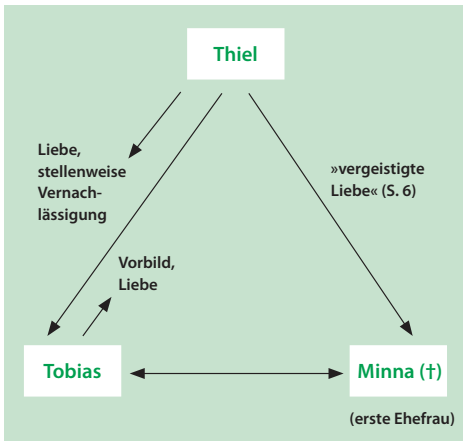 Thiel
Liebe,
stellenweise
Vernach-
lässigung
»vergeistigte
Liebe« (S. 6)
Vorbild,
Liebe
Tobias
Minna (†)
(erste Ehefrau)